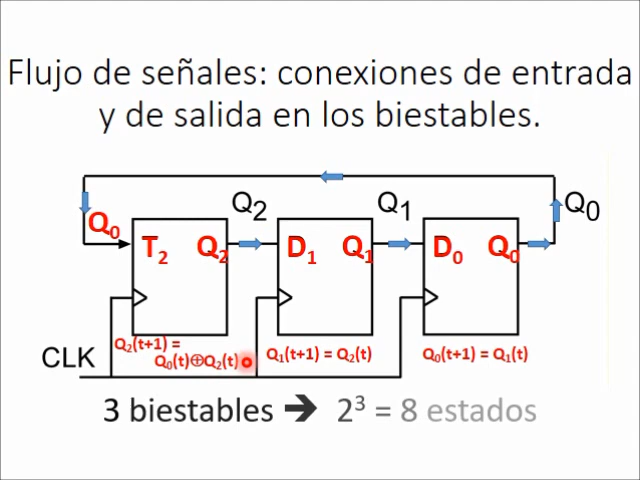 Flujo de señales: conexiones de entrada
y de salida en los biestables.
Q₂ Q₁ Q₀
Q₀
T₂ Q₂ D₁ Q₁ D₀ Q₀
Q₂(t+1) =
Q₀(t)⊕Q₂(t)
Q₁(t+1) = Q₂(t)
Q₀(t+1) = Q₁(t)
CLK
3 biestables ➔ 2³ = 8 estados